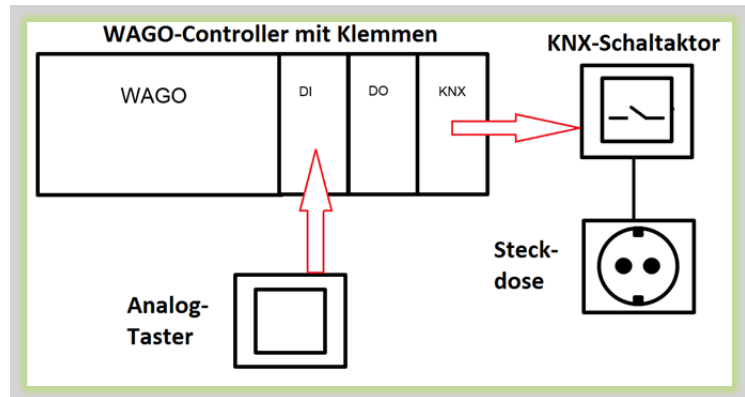 WAGO-Controller mit Klemmen
KNX-Schaltaktor
WAGO
DI
DO
KNX
Steck-
dose
Analog-
Taster